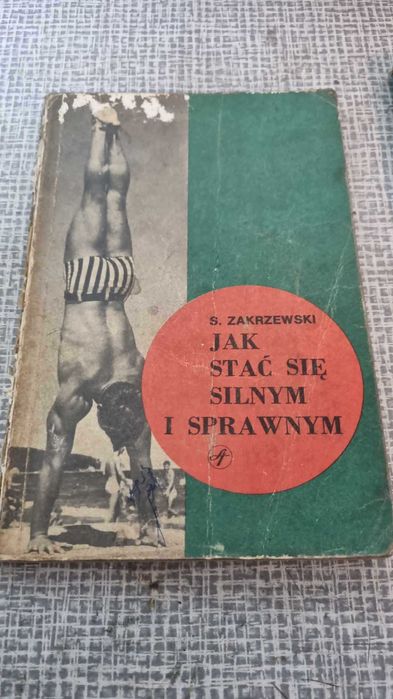 S. ZAKRZEWSKI
JAK
STAĆ SIĘ
SILNYM
I SPRAWNYM